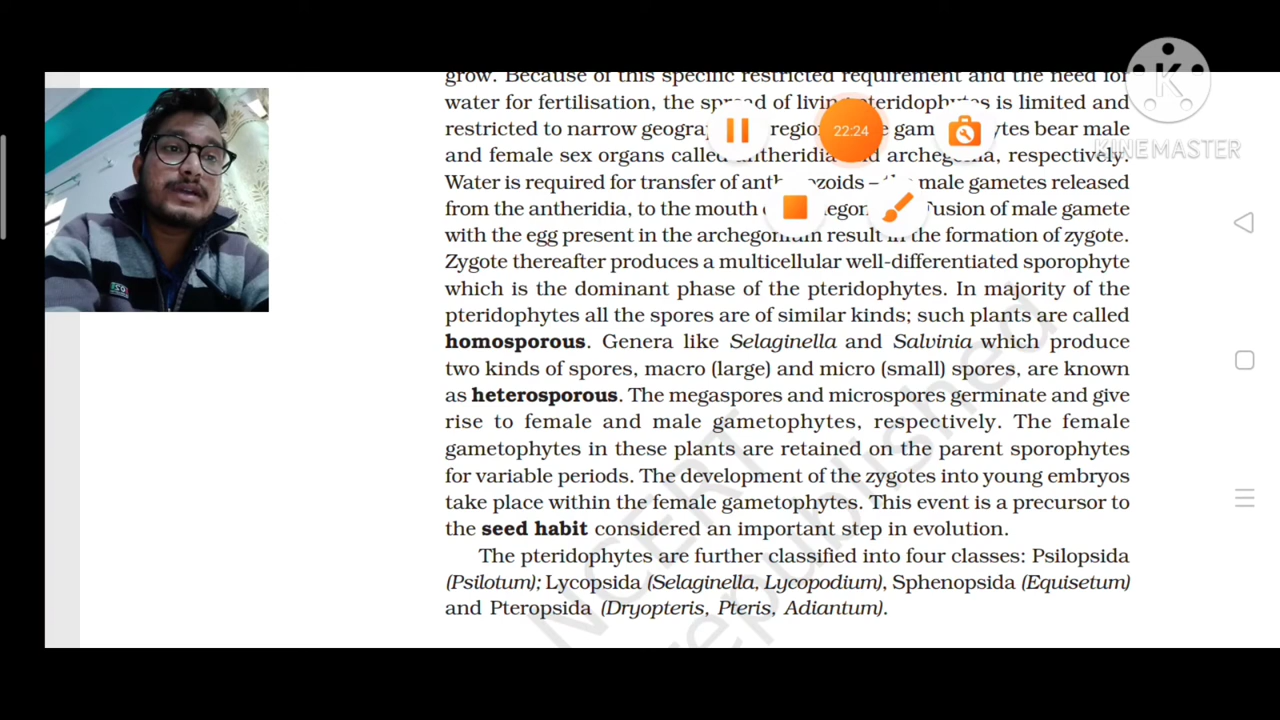 grow. Because of this specific restricted requirement and the need for
water for fertilisation, the spread of living pteridophytes is limited and
restricted to narrow geogra regio gam ytes bear male
and female sex organs called antheridia and archegonia, respectively.
Water is required for transfer of antherozoids – the male gametes released
from the antheridia, to the mouth egon Fusion of male gamete
with the egg present in the archegonium result in the formation of zygote.
Zygote thereafter produces a multicellular well-differentiated sporophyte
which is the dominant phase of the pteridophytes. In majority of the
pteridophytes all the spores are of similar kinds; such plants are called
homosporous. Genera like Selaginella and Salvinia which produce
two kinds of spores, macro (large) and micro (small) spores, are known
as heterosporous. The megaspores and microspores germinate and give
rise to female and male gametophytes, respectively. The female
gametophytes in these plants are retained on the parent sporophytes
for variable periods. The development of the zygotes into young embryos
take place within the female gametophytes. This event is a precursor to
the seed habit considered an important step in evolution.
The pteridophytes are further classified into four classes: Psilopsida
(Psilotum); Lycopsida (Selaginella, Lycopodium), Sphenopsida (Equisetum)
and Pteropsida (Dryopteris, Pteris, Adiantum).
22:24
K
KINEMASTER
NCERT
republished